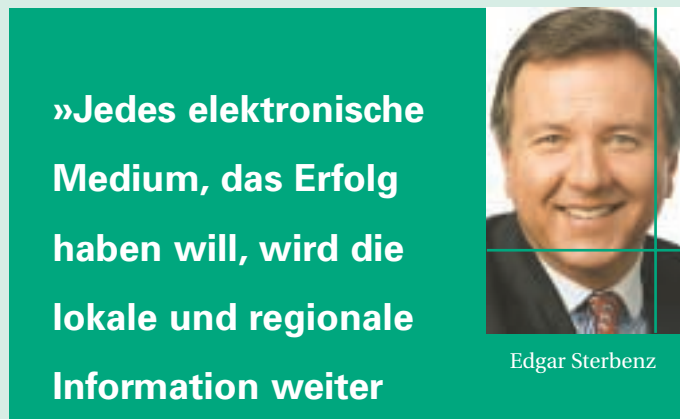 »Jedes elektronische
Medium, das Erfolg
haben will, wird die
lokale und regionale
Information weiter
Edgar Sterbenz